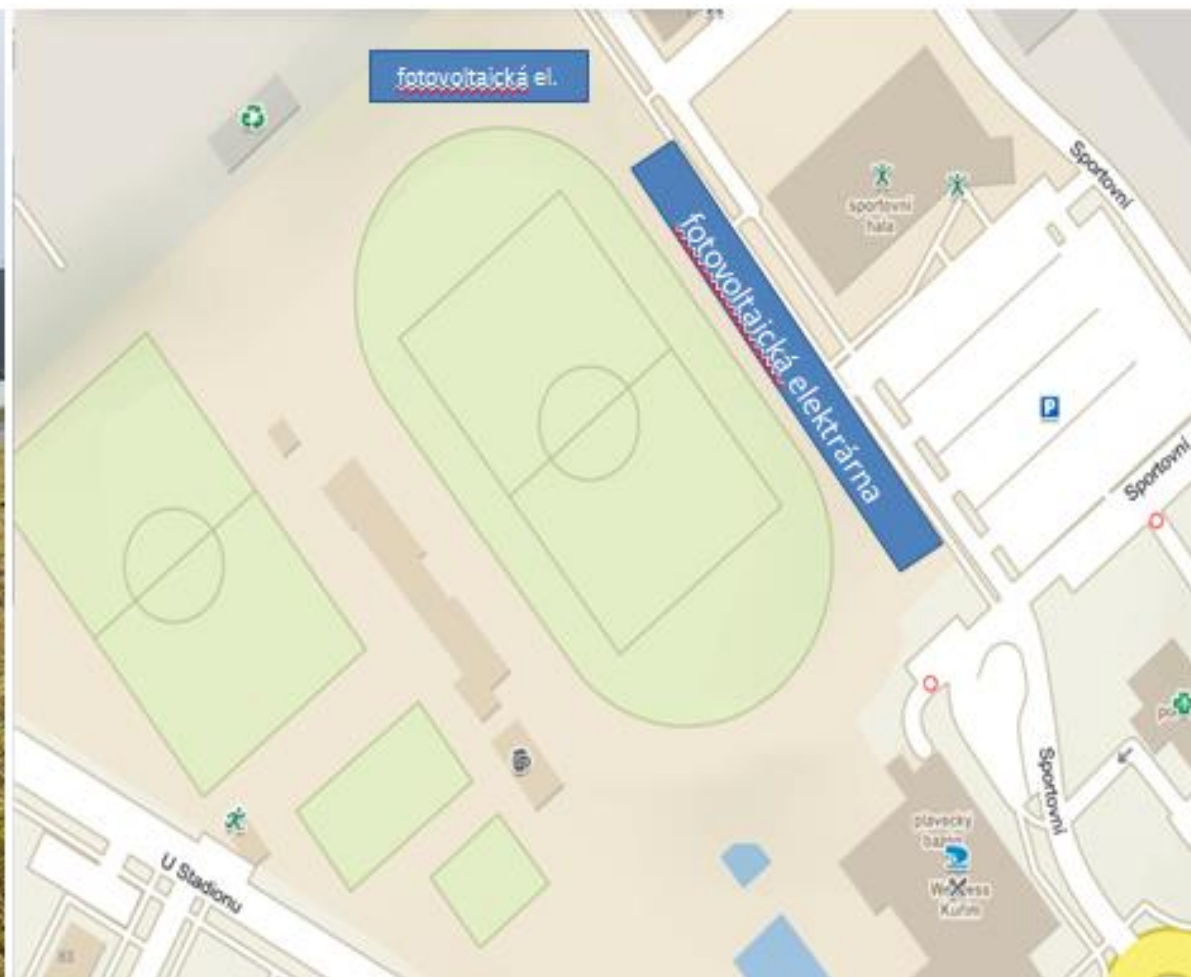 fotovoltaická el.
Sportovní
sportovní
hala
fotovoltaická elektrárna
P
Sportovní
Sportovní
plavecký
bazén
Wellness
Kuřim
U Stadionu